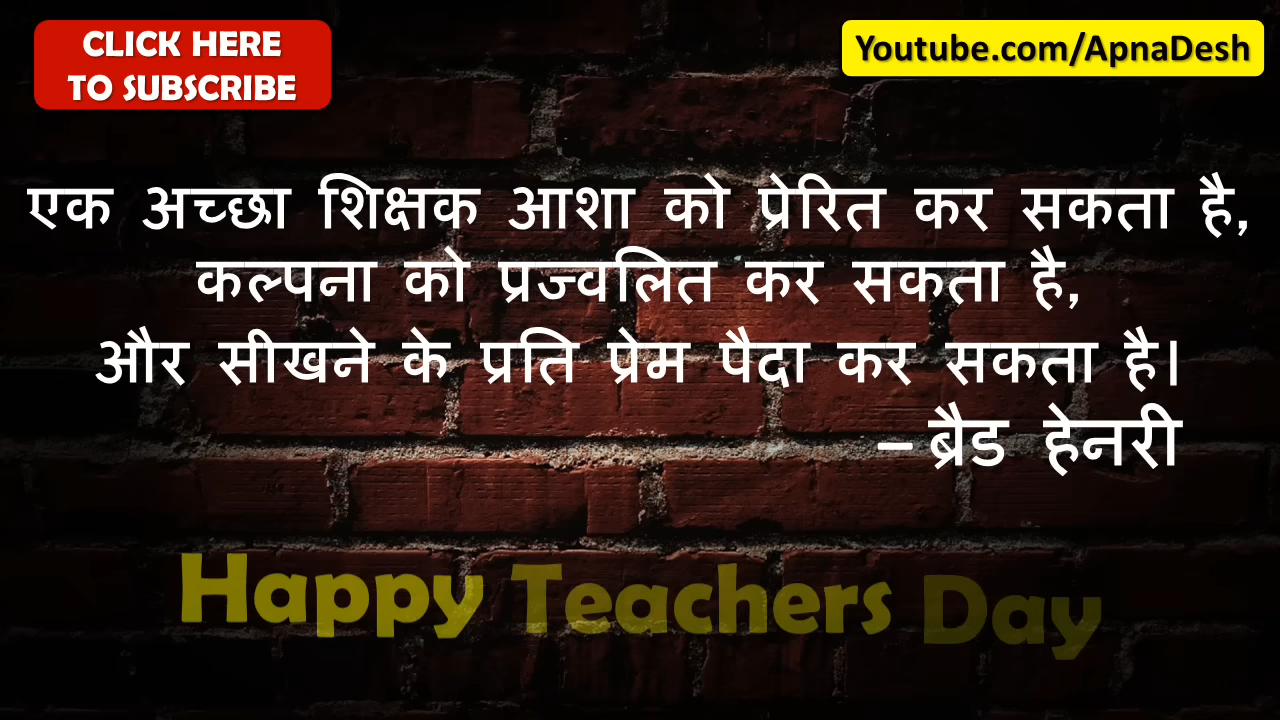 CLICK HERE
TO SUBSCRIBE
Youtube.com/ApnaDesh
एक अच्छा शिक्षक आशा को प्रेरित कर सकता है,
कल्पना को प्रज्वलित कर सकता है,
और सीखने के प्रति प्रेम पैदा कर सकता है।
– ब्रैड हेनरी
Happy Teachers Day